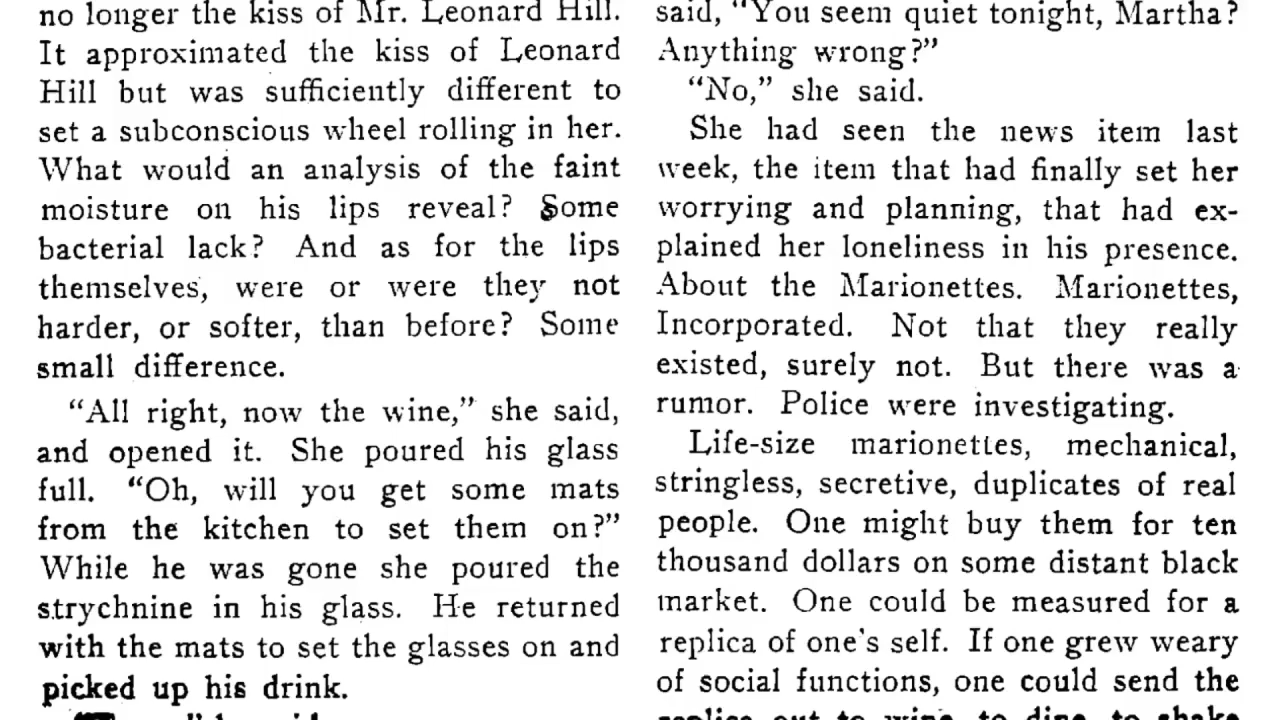 no longer the kiss of Mr. Leonard Hill.
It approximated the kiss of Leonard
Hill but was sufficiently different to
set a subconscious wheel rolling in her.
What would an analysis of the faint
moisture on his lips reveal? Some
bacterial lack? And as for the lips
themselves, were or were they not
harder, or softer, than before? Some
small difference.
"All right, now the wine," she said,
and opened it. She poured his glass
full. "Oh, will you get some mats
from the kitchen to set them on?"
While he was gone she poured the
strychnine in his glass. He returned
with the mats to set the glasses on and
picked up his drink.
said, "You seem quiet tonight, Martha?
Anything wrong?"
"No," she said.
She had seen the news item last
week, the item that had finally set her
worrying and planning, that had ex-
plained her loneliness in his presence.
About the Marionettes. Marionettes,
Incorporated. Not that they really
existed, surely not. But there was a
rumor. Police were investigating.
Life-size marionettes, mechanical,
stringless, secretive, duplicates of real
people. One might buy them for ten
thousand dollars on some distant black
market. One could be measured for a
replica of one's self. If one grew weary
of social functions, one could send the
replica out to wine, to dine, to shake